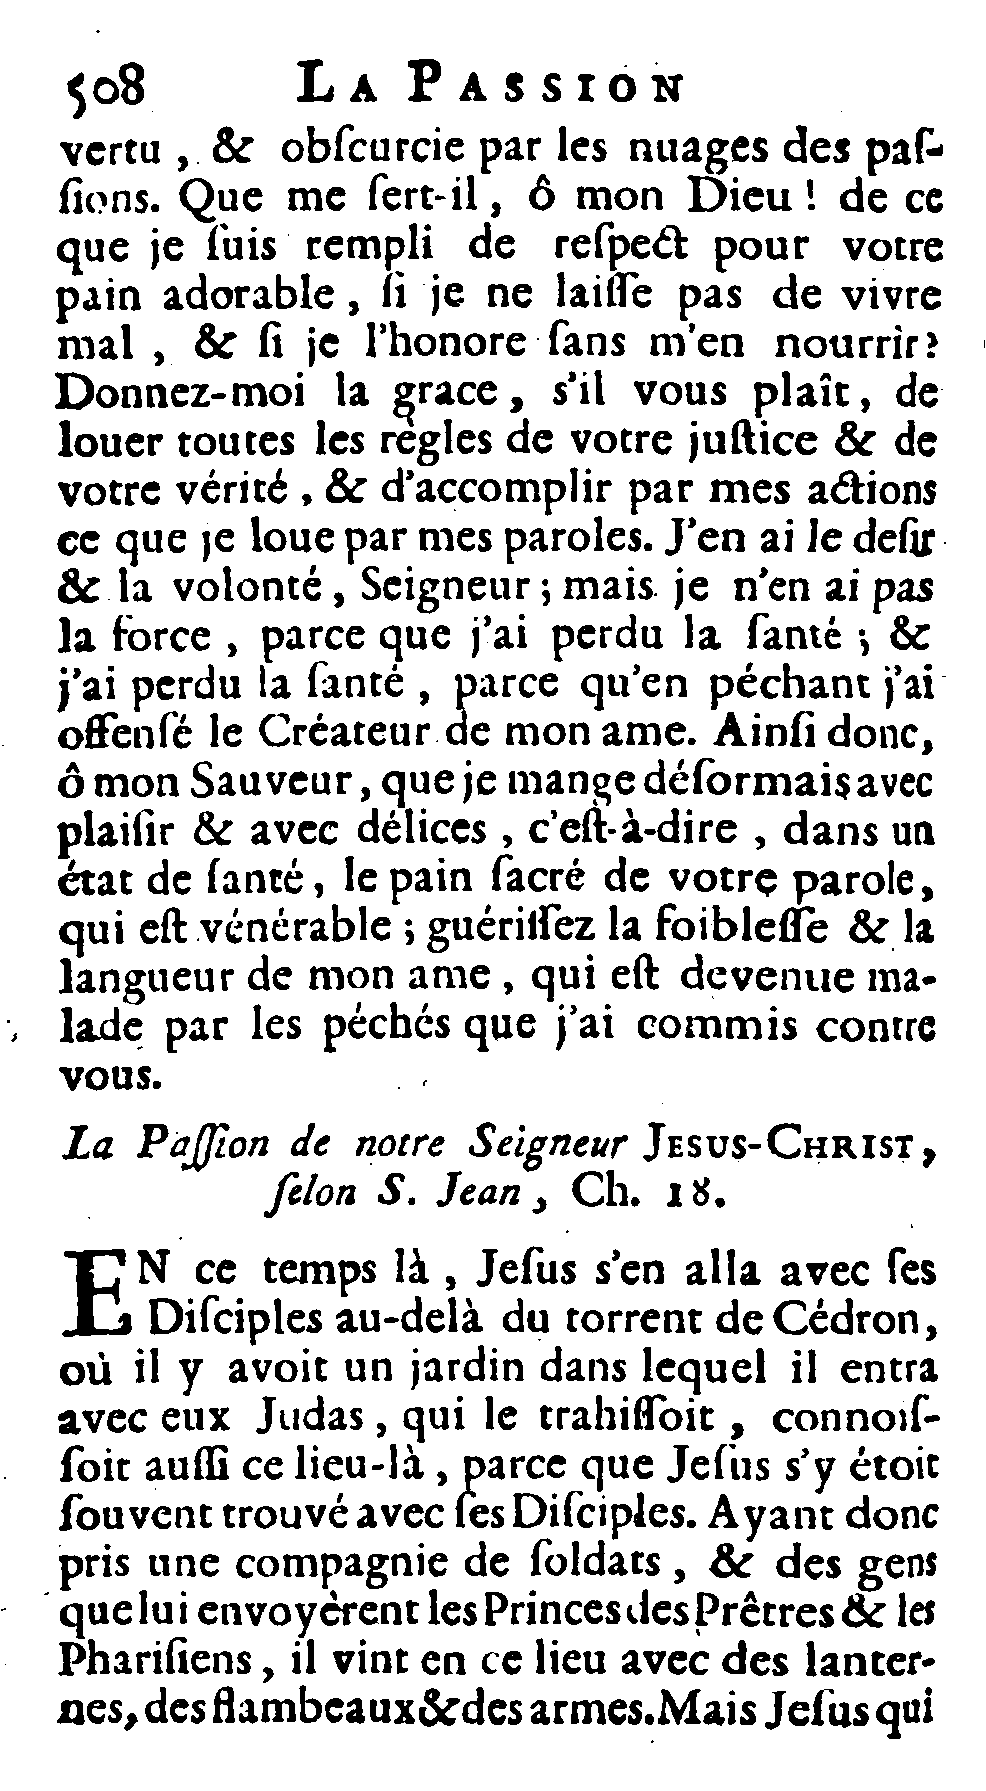 508 LA PASSION
vertu, & obſcurcie par les nuages des paſ-
ſions. Que me ſert-il, ô mon Dieu ! de ce
que je ſuis rempli de reſpect pour votre
pain adorable, ſi je ne laiſſe pas de vivre
mal, & ſi je l'honore ſans m'en nourrir?
Donnez-moi la grace, s'il vous plaît, de
louer toutes les règles de votre juſtice & de
votre vérité, & d'accomplir par mes actions
ce que je loue par mes paroles. J'en ai le deſir
& la volonté, Seigneur; mais je n'en ai pas
la force, parce que j'ai perdu la ſanté; &
j'ai perdu la ſanté, parce qu'en péchant j'ai
offenſé le Créateur de mon ame. Ainſi donc,
ô mon Sauveur, que je mange déſormais avec
plaiſir & avec délices, c'eſt-à-dire, dans un
état de ſanté, le pain ſacré de votre parole,
qui eſt vénérable; guériſſez la foibleſſe & la
langueur de mon ame, qui eſt devenue ma-
lade par les péchés que j'ai commis contre
vous.
La Paſſion de notre Seigneur JESUS-CHRIST,
ſelon S. Jean, Ch. 18.
EN ce temps là, Jeſus s'en alla avec ſes
Diſciples au-delà du torrent de Cédron,
où il y avoit un jardin dans lequel il entra
avec eux Judas, qui le trahiſſoit, connoiſ-
ſoit auſſi ce lieu-là, parce que Jeſus s'y étoit
ſouvent trouvé avec ſes Diſciples. Ayant donc
pris une compagnie de ſoldats, & des gens
que lui envoyèrent les Princes des Prêtres & les
Phariſiens, il vint en ce lieu avec des lanter-
nes, des flambeaux & des armes. Mais Jeſus qui